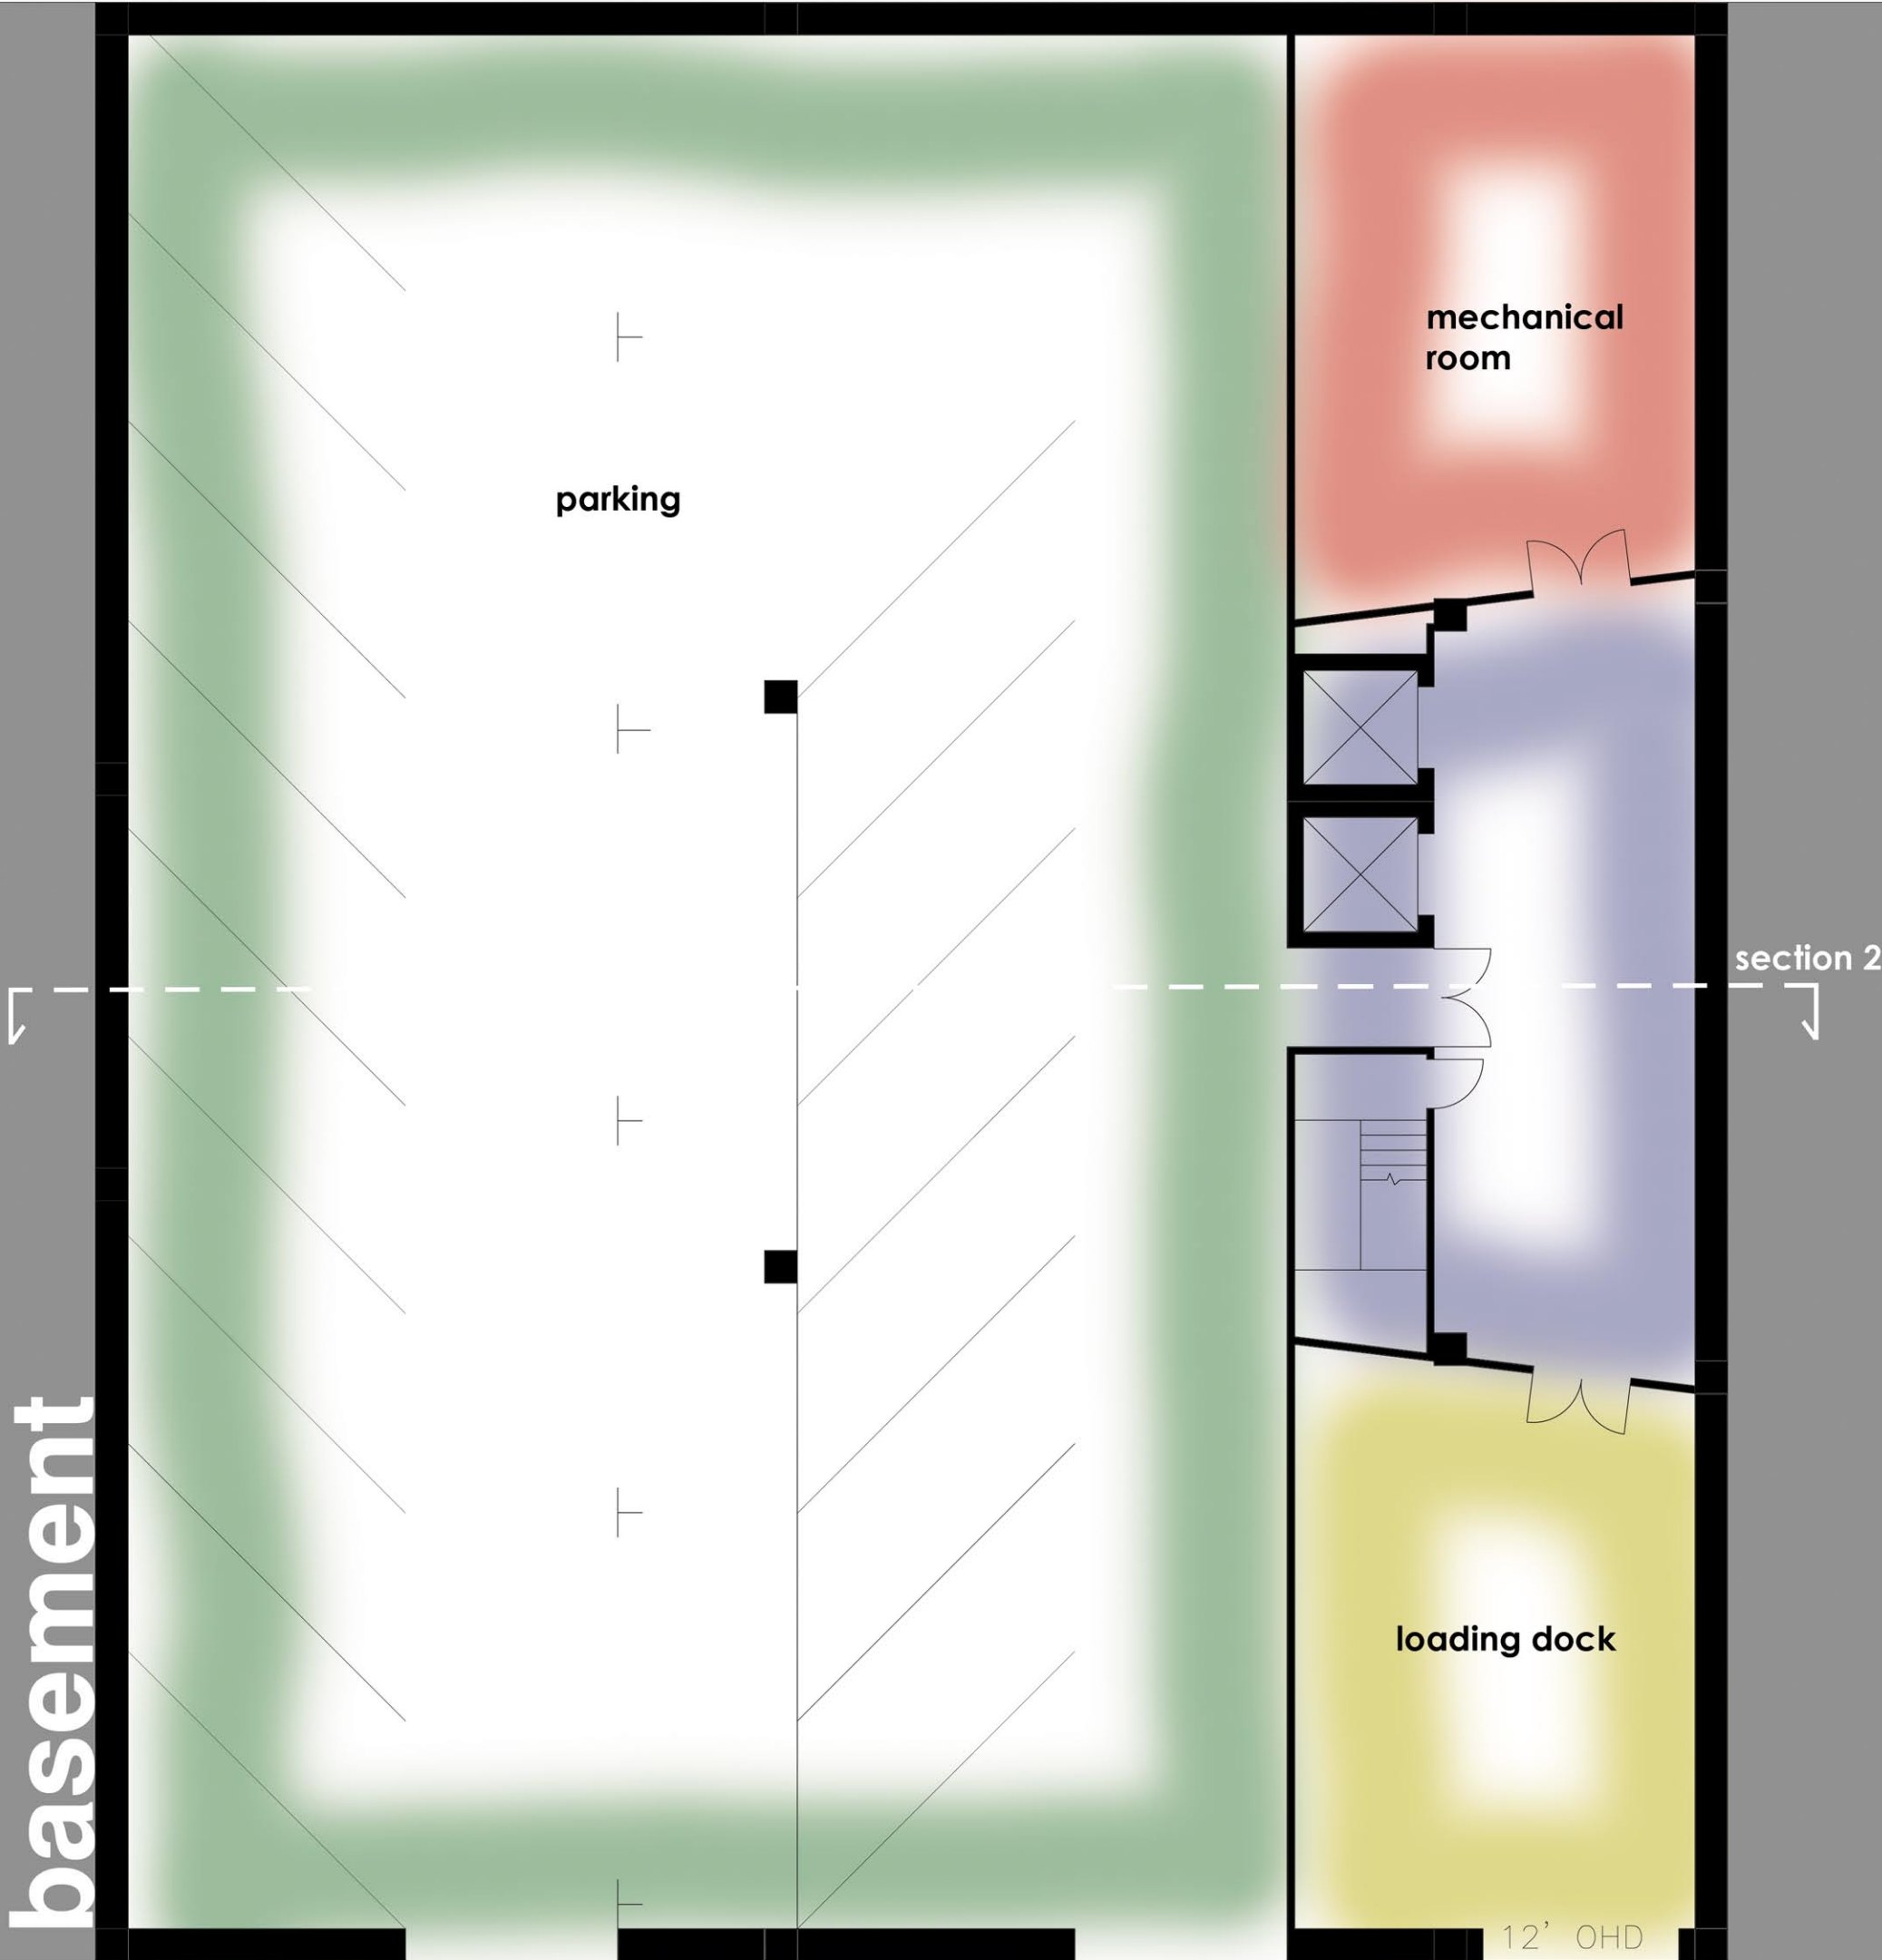 mechanical
room
parking
section 2
basement
loading dock
12' OHD